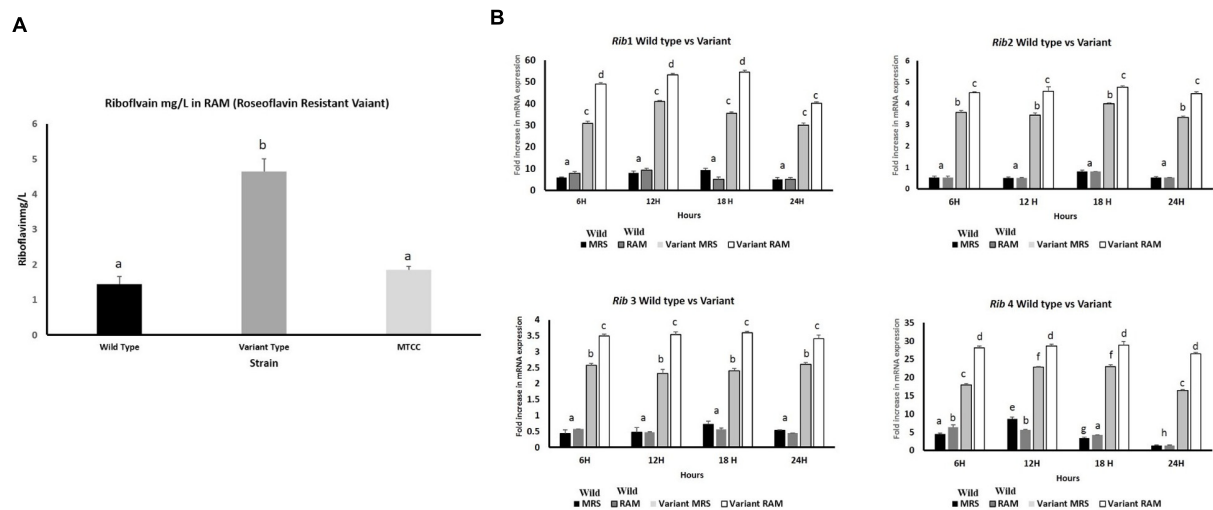 A
Riboflvain mg/L in RAM (Roseoflavin Resistant Vaiant)
Riboflavinmg/L
6
5
4
3
2
1
0
a
b
a
Wild Type
Variant Type
MTCC
Strain
B
Rib1 Wild type vs Variant
Fold increase in mRNA expression
60
50
40
30
20
10
0
a c d
a c d
a c d
a c c
6H 12H 18 H 24H
Hours
Wild Wild
MRS RAM Variant MRS Variant RAM
Rib2 Wild type vs Variant
Fold increase in mRNA expression
6
5
4
3
2
1
0
a b c
a b c
a b c
a b c
6H 12 H 18 H 24H
Hours
Wild Wild
MRS RAM Variant MRS Variant RAM
Rib 3 Wild type vs Variant
Fold increase in mRNA expression
4
3.5
3
2.5
2
1.5
1
0.5
0
a b c
a b c
a b c
a b c
6H 12H 18 H 24H
Hours
Wild Wild
MRS RAM Variant MRS Variant RAM
Rib 4 Wild type vs Variant
Fold increase in mRNA expression
35
30
25
20
15
10
5
0
a b c d
e b f d
g a f d
h c d
6H 12H 18 H 24H
Hours
Wild Wild
MRS RAM Variant MRS Variant RAM